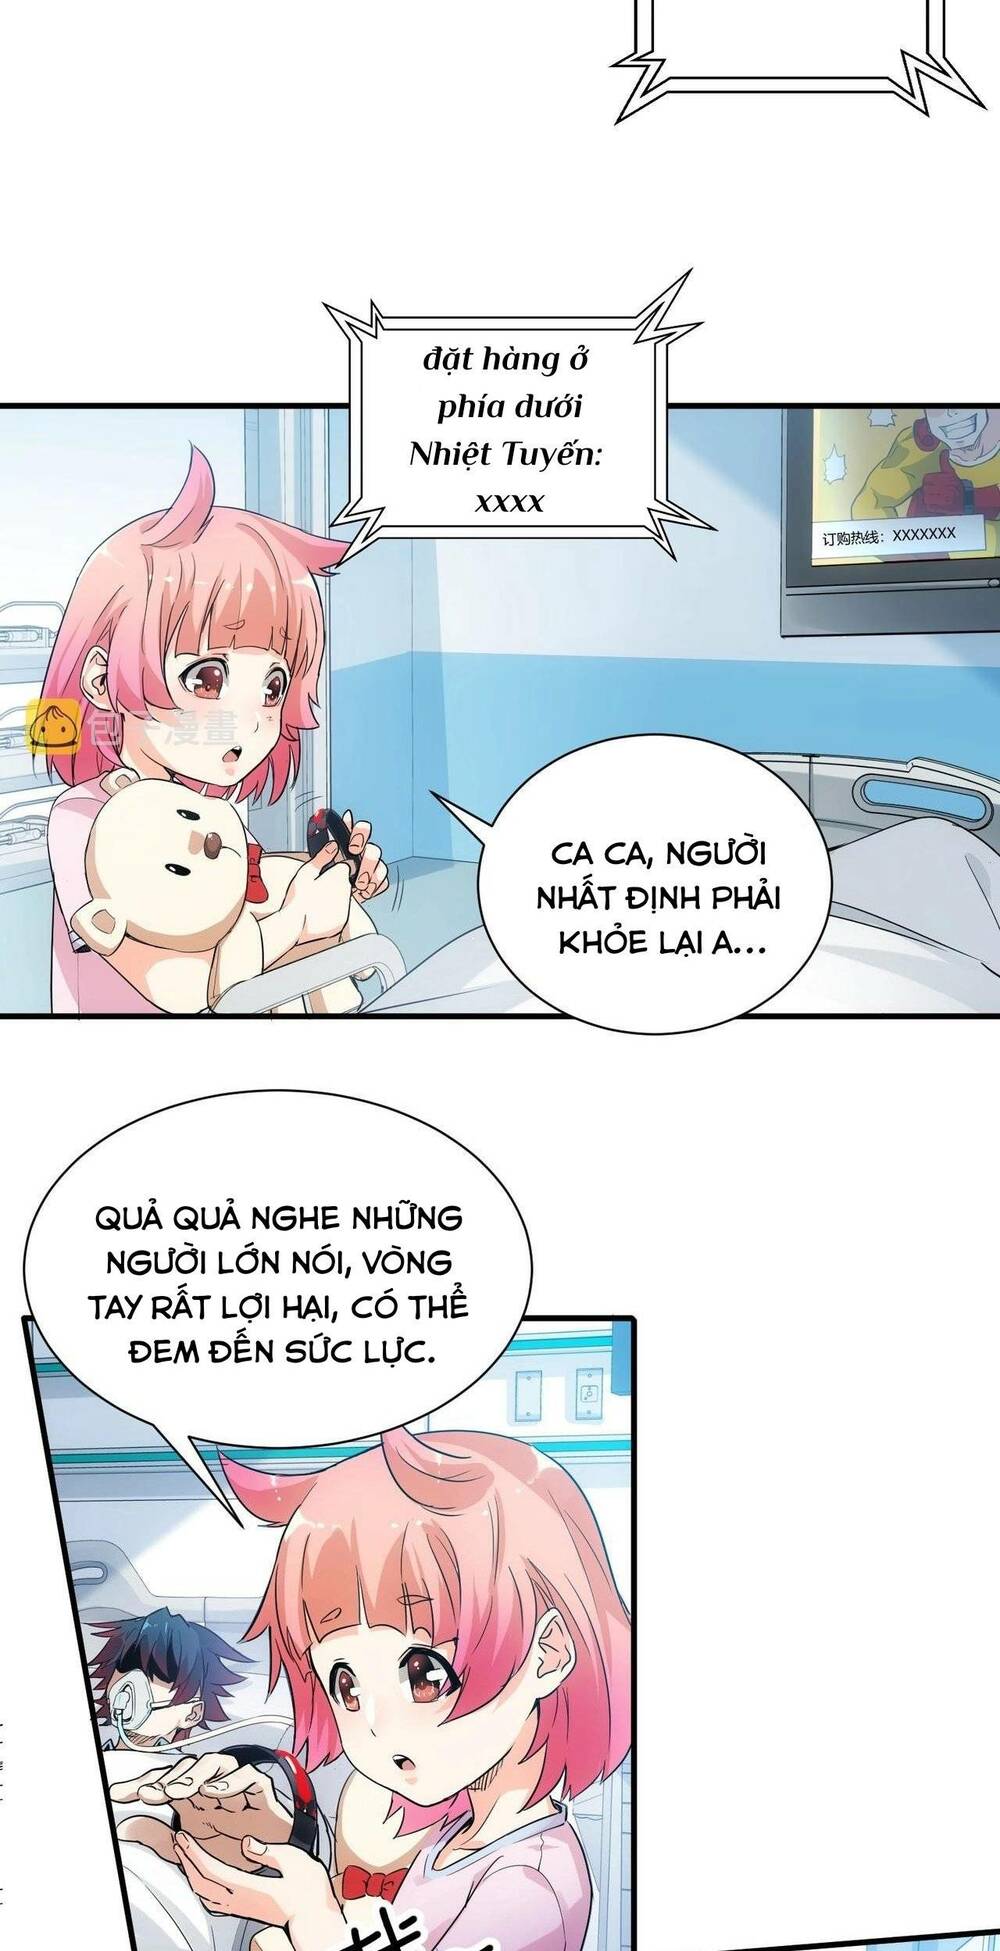 đặt hàng ở
phía dưới
Nhiệt Tuyến:
xxxx
订购热线：XXXXXXX
包子漫畫
CA CA, NGƯỜI
NHẤT ĐỊNH PHẢI
KHỎE LẠI A...
QUẢ QUẢ NGHE NHỮNG
NGƯỜI LỚN NÓI, VÒNG
TAY RẤT LỢI HẠI, CÓ THỂ
ĐEM ĐẾN SỨC LỰC.